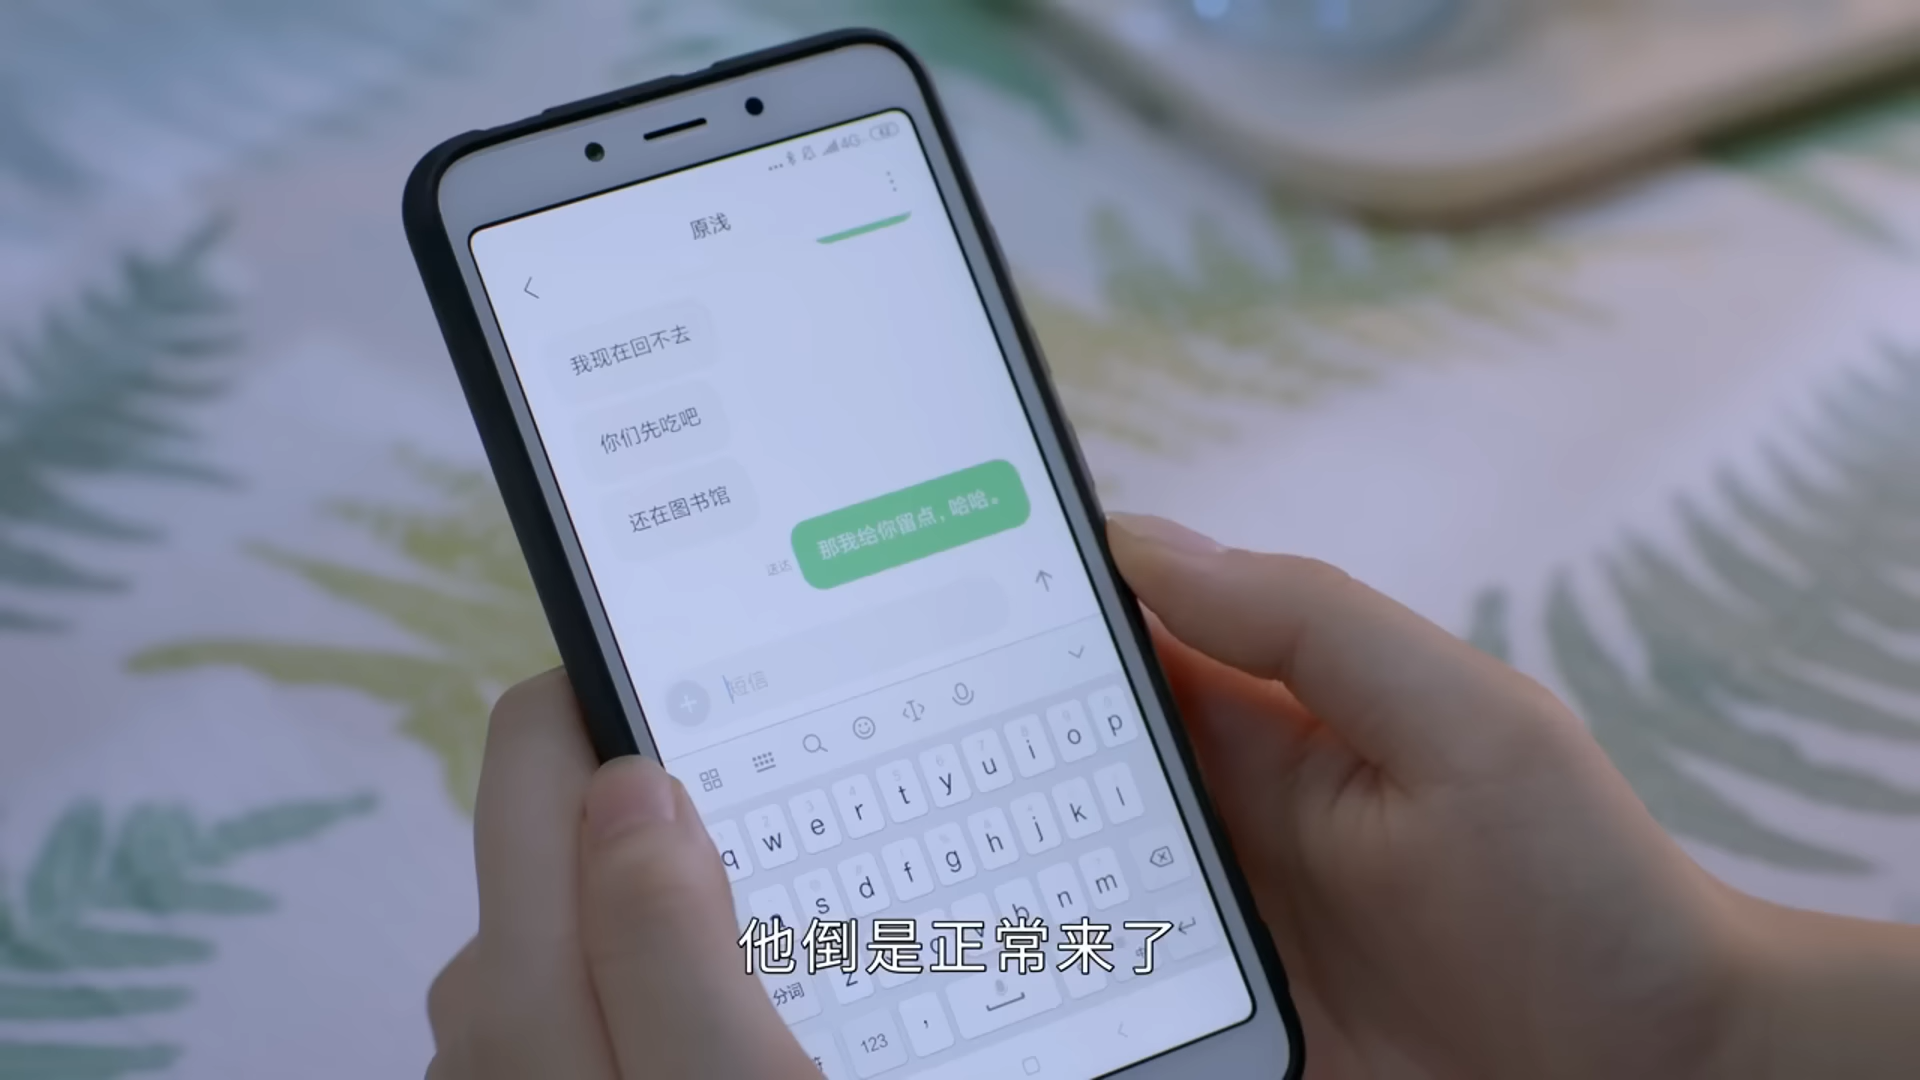 4G
原浅
我现在回不去
你们先吃吧
还在图书馆
那我给你留点，哈哈。
送达
短信
q w e r t y u i o p
s d f g h j k l
z v b n m
分词
123 ，
他倒是正常来了